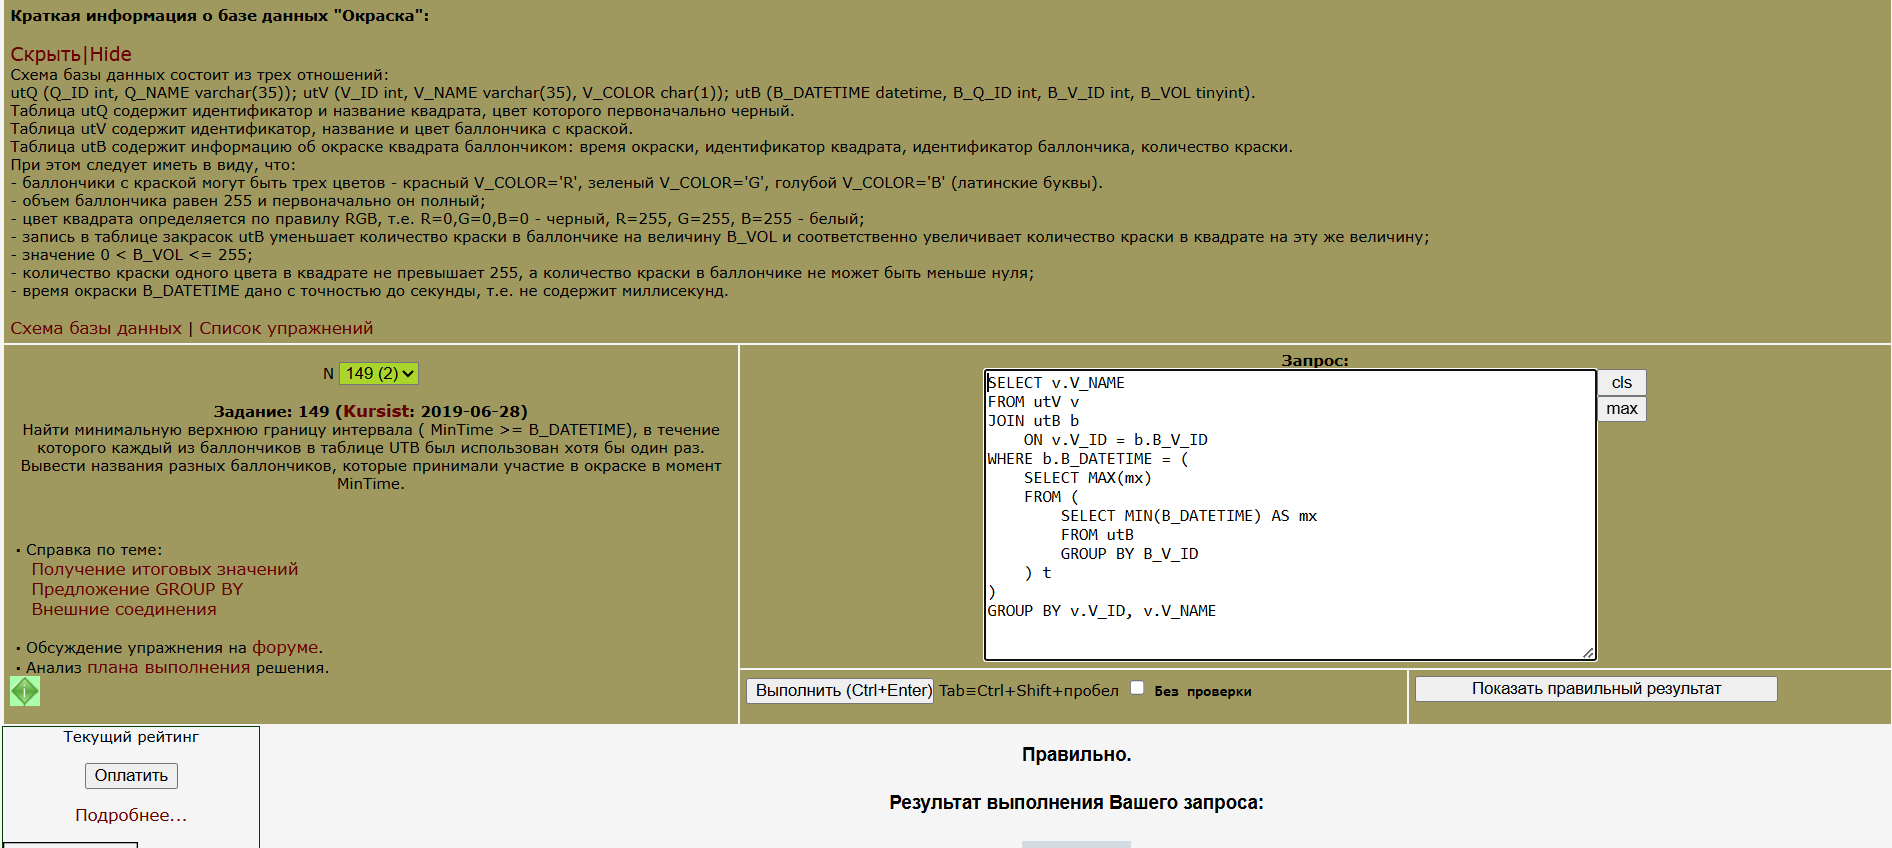 Краткая информация о базе данных "Окраска":
Скрыть|Hide
Схема базы данных состоит из трех отношений:
utQ (Q_ID int, Q_NAME varchar(35)); utV (V_ID int, V_NAME varchar(35), V_COLOR char(1)); utB (B_DATETIME datetime, B_Q_ID int, B_V_ID int, B_VOL tinyint).
Таблица utQ содержит идентификатор и название квадрата, цвет которого первоначально черный.
Таблица utV содержит идентификатор, название и цвет баллончика с краской.
Таблица utB содержит информацию об окраске квадрата баллончиком: время окраски, идентификатор квадрата, идентификатор баллончика, количество краски.
При этом следует иметь в виду, что:
- баллончики с краской могут быть трех цветов - красный V_COLOR='R', зеленый V_COLOR='G', голубой V_COLOR='B' (латинские буквы).
- объем баллончика равен 255 и первоначально он полный;
- цвет квадрата определяется по правилу RGB, т.е. R=0,G=0,B=0 - черный, R=255, G=255, B=255 - белый;
- запись в таблице закрасок utB уменьшает количество краски в баллончике на величину B_VOL и соответственно увеличивает количество краски в квадрате на эту же величину;
- значение 0 < B_VOL <= 255;
- количество краски одного цвета в квадрате не превышает 255, а количество краски в баллончике не может быть меньше нуля;
- время окраски B_DATETIME дано с точностью до секунды, т.е. не содержит миллисекунд.
Схема базы данных | Список упражнений
N 149 (2)
Задание: 149 (Kursist: 2019-06-28)
Найти минимальную верхнюю границу интервала ( MinTime >= B_DATETIME), в течение
которого каждый из баллончиков в таблице UTB был использован хотя бы один раз.
Вывести названия разных баллончиков, которые принимали участие в окраске в момент
MinTime.
▪ Справка по теме:
Получение итоговых значений
Предложение GROUP BY
Внешние соединения
▪ Обсуждение упражнения на форуме.
▪ Анализ плана выполнения решения.
Запрос:
SELECT v.V_NAME
FROM utV v
JOIN utB b
    ON v.V_ID = b.B_V_ID
WHERE b.B_DATETIME = (
    SELECT MAX(mx)
    FROM (
        SELECT MIN(B_DATETIME) AS mx
        FROM utB
        GROUP BY B_V_ID
    ) t
)
GROUP BY v.V_ID, v.V_NAME
cls
max
Выполнить (Ctrl+Enter) Tab≡Ctrl+Shift+пробел Без проверки
Показать правильный результат
Текущий рейтинг
Оплатить
Подробнее...
Правильно.
Результат выполнения Вашего запроса: